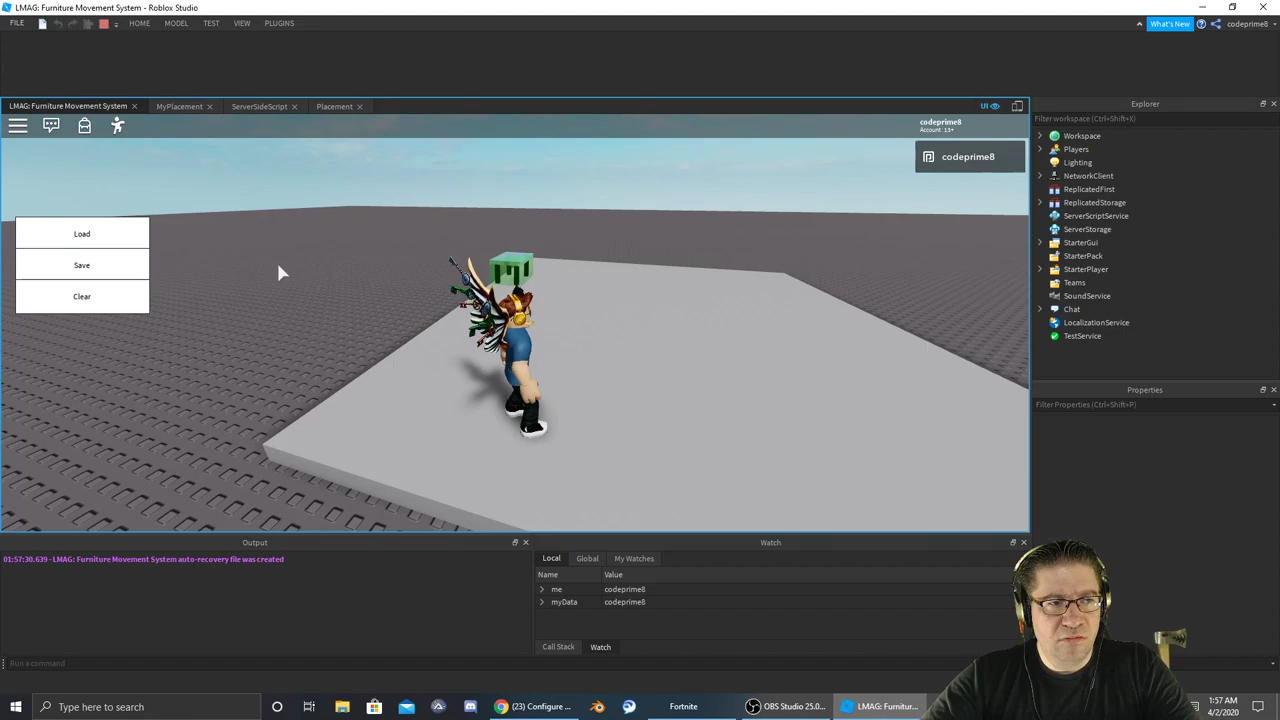 LMAG: Furniture Movement System - Roblox Studio
FILE HOME MODEL TEST VIEW PLUGINS What's New codeprime8
LMAG: Furniture Movement System MyPlacement ServerSideScript Placement UI
codeprime8
Account: 13+
codeprime8
Load
Save
Clear
Explorer
Filter workspace (Ctrl+Shift+X)
Workspace
Players
Lighting
NetworkClient
ReplicatedFirst
ReplicatedStorage
ServerScriptService
ServerStorage
StarterGui
StarterPack
StarterPlayer
Teams
SoundService
Chat
LocalizationService
TestService
Properties
Filter Properties (Ctrl+Shift+P)
Output
01:57:30.639 - LMAG: Furniture Movement System auto-recovery file was created
Watch
Local Global My Watches
Name Value
me codeprime8
myData codeprime8
Call Stack Watch
Run a command
Type here to search
(23) Configure ...
Fortnite
OBS Studio 25.0...
LMAG: Furnitur...
1:57 AM
4/2/2020